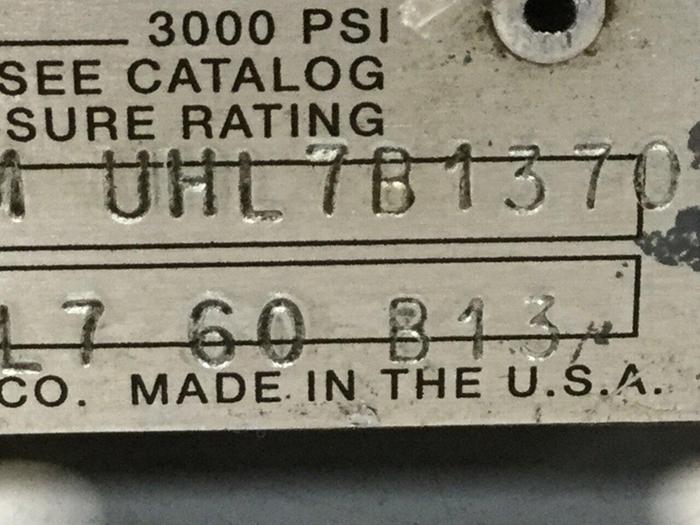 3000 PSI
SEE CATALOG
SURE RATING
UHL7B1370
L7 60 B13
CO. MADE IN THE U.S.A.